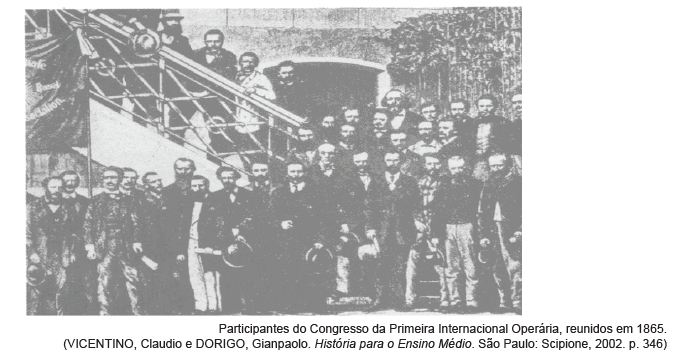 Participantes do Congresso da Primeira Internacional Operária, reunidos em 1865.
(VICENTINO, Claudio e DORIGO, Gianpaolo. História para o Ensino Médio. São Paulo: Scipione, 2002. p. 346)